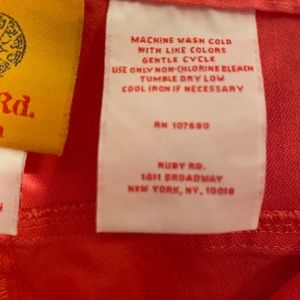 Rd.
MACHINE WASH COLD
WITH LIKE COLORS
GENTLE CYCLE
USE ONLY NON-CHLORINE BLEACH
TUMBLE DRY LOW
COOL IRON IF NECESSARY
RN 107680
RUBY RD.
1411 BROADWAY
NEW YORK, NY, 10018